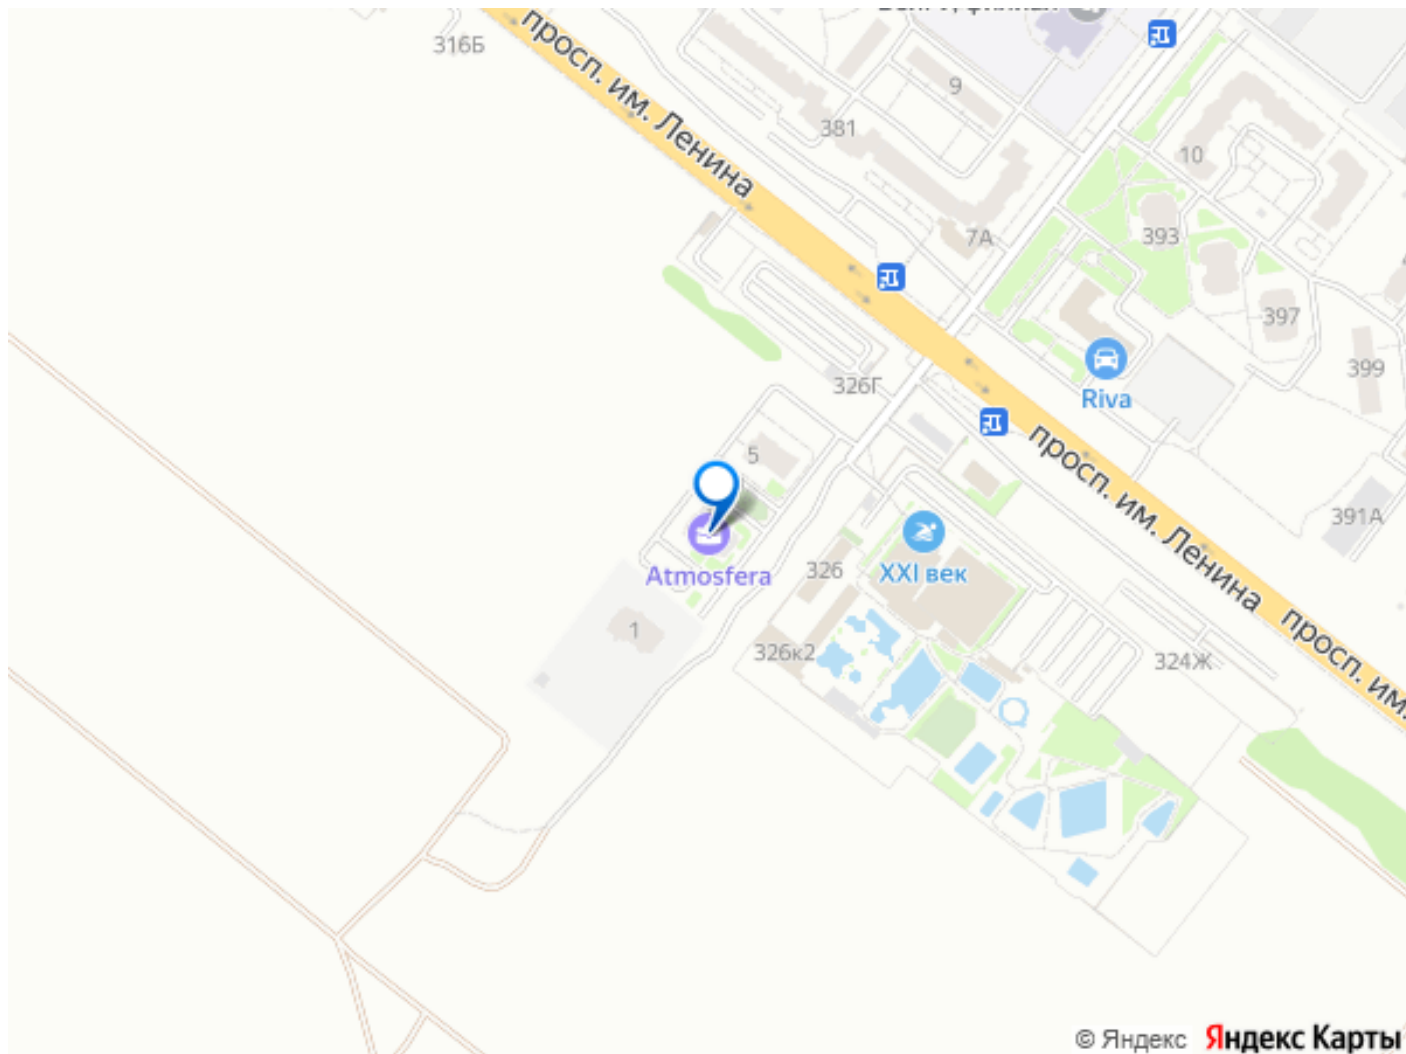 316Б
просп. им. Ленина
9
381
10
7А
393
397
399
Riva
326Г
5
просп. им. Ленина
просп. им.
391А
Atmosfera
326
XXI век
1
326к2
324Ж
© Яндекс
Яндекс Карты